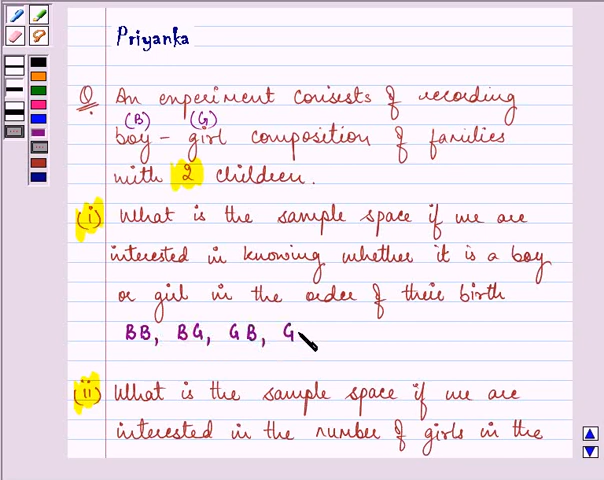 Priyanka
Q An experiment consists of recording
(B) (G)
boy - girl composition of families
with 2 children.
(i) What is the sample space if we are
interested in knowing whether it is a boy
or girl in the order of their birth
BB, BG, GB, G
(ii) What is the sample space if we are
interested in the number of girls in the